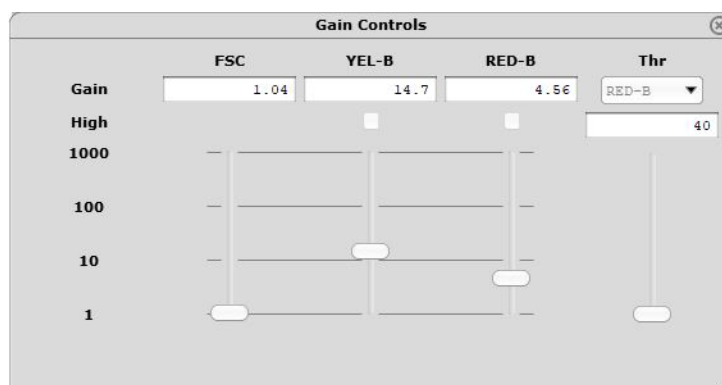 Gain Controls
FSC YEL-B RED-B Thr
Gain 1.04 14.7 4.56 RED-B
High 40
1000
100
10
1